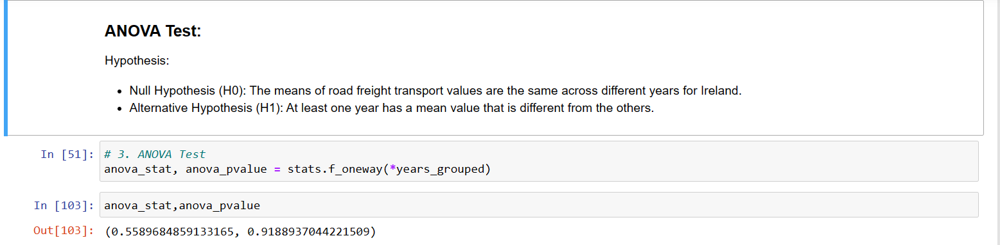 ANOVA Test:
Hypothesis:
• Null Hypothesis (H0): The means of road freight transport values are the same across different years for Ireland.
• Alternative Hypothesis (H1): At least one year has a mean value that is different from the others.
In [51]: # 3. ANOVA Test
anova_stat, anova_pvalue = stats.f_oneway(*years_grouped)
In [103]: anova_stat,anova_pvalue
Out[103]: (0.5589684859133165, 0.9188937044221509)